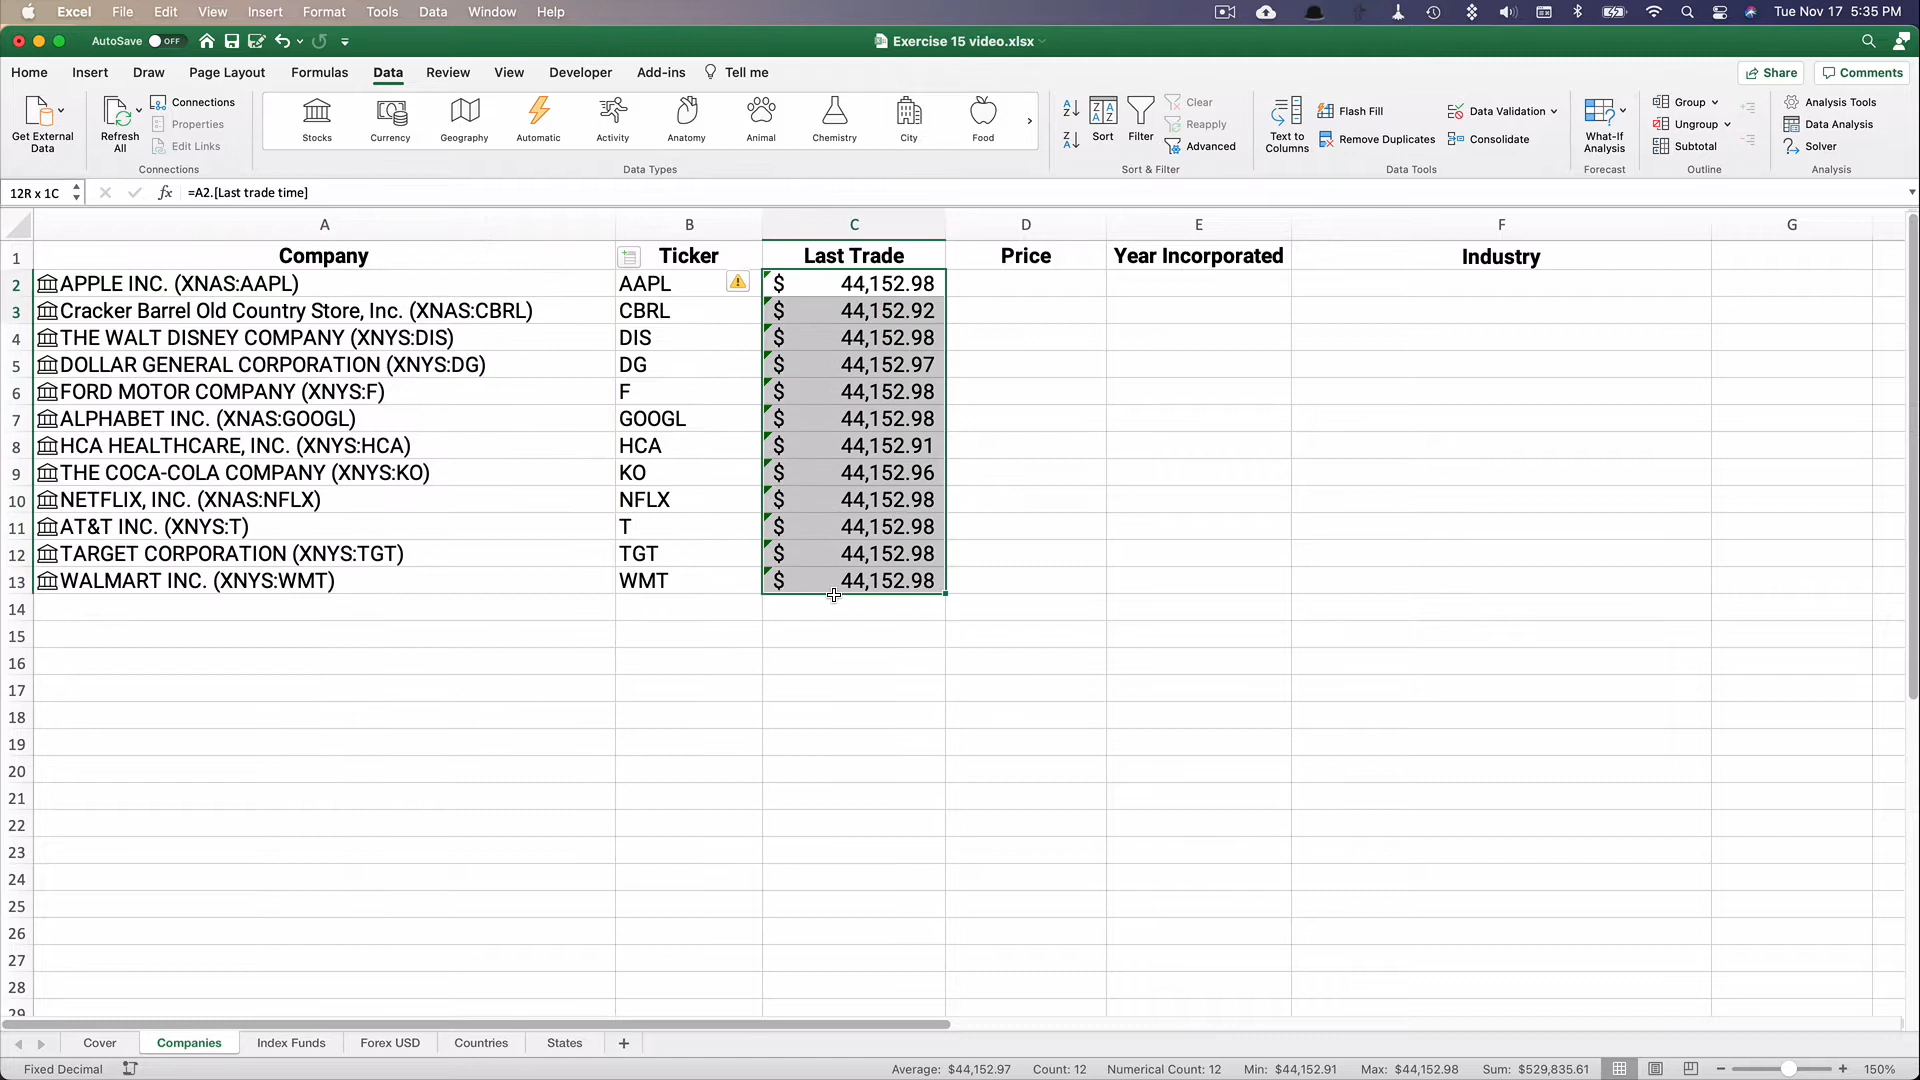 Excel File Edit View Insert Format Tools Data Window Help Tue Nov 17 5:35 PM
AutoSave OFF Exercise 15 video.xlsx
Home Insert Draw Page Layout Formulas Data Review View Developer Add-ins Tell me Share Comments
Get External Data
Refresh All
Connections
Properties
Edit Links
Connections
Stocks Currency Geography Automatic Activity Anatomy Animal Chemistry City Food
Data Types
Sort
Filter
Clear
Reapply
Advanced
Sort & Filter
Text to Columns
Flash Fill
Remove Duplicates
Data Validation
Consolidate
Data Tools
What-If Analysis
Forecast
Group
Ungroup
Subtotal
Outline
Analysis Tools
Data Analysis
Solver
Analysis
12R x 1C fx =A2.[Last trade time]
A B C D E F G
1 Company Ticker Last Trade Price Year Incorporated Industry
2 APPLE INC. (XNAS:AAPL) AAPL $ 44,152.98
3 Cracker Barrel Old Country Store, Inc. (XNAS:CBRL) CBRL $ 44,152.92
4 THE WALT DISNEY COMPANY (XNYS:DIS) DIS $ 44,152.98
5 DOLLAR GENERAL CORPORATION (XNYS:DG) DG $ 44,152.97
6 FORD MOTOR COMPANY (XNYS:F) F $ 44,152.98
7 ALPHABET INC. (XNAS:GOOGL) GOOGL $ 44,152.98
8 HCA HEALTHCARE, INC. (XNYS:HCA) HCA $ 44,152.91
9 THE COCA-COLA COMPANY (XNYS:KO) KO $ 44,152.96
10 NETFLIX, INC. (XNAS:NFLX) NFLX $ 44,152.98
11 AT&T INC. (XNYS:T) T $ 44,152.98
12 TARGET CORPORATION (XNYS:TGT) TGT $ 44,152.98
13 WALMART INC. (XNYS:WMT) WMT $ 44,152.98
14
15
16
17
18
19
20
21
22
23
24
25
26
27
28
29
Cover Companies Index Funds Forex USD Countries States +
Fixed Decimal Average: $44,152.97 Count: 12 Numerical Count: 12 Min: $44,152.91 Max: $44,152.98 Sum: $529,835.61 150%